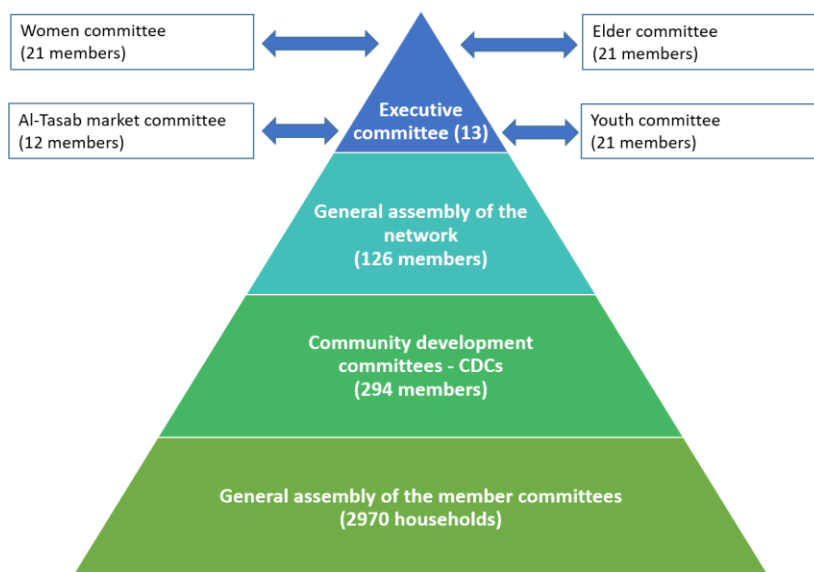 Women committee
(21 members)
Elder committee
(21 members)
Al-Tasab market committee
(12 members)
Executive
committee (13)
Youth committee
(21 members)
General assembly of the
network
(126 members)
Community development
committees - CDCs
(294 members)
General assembly of the member committees
(2970 households)